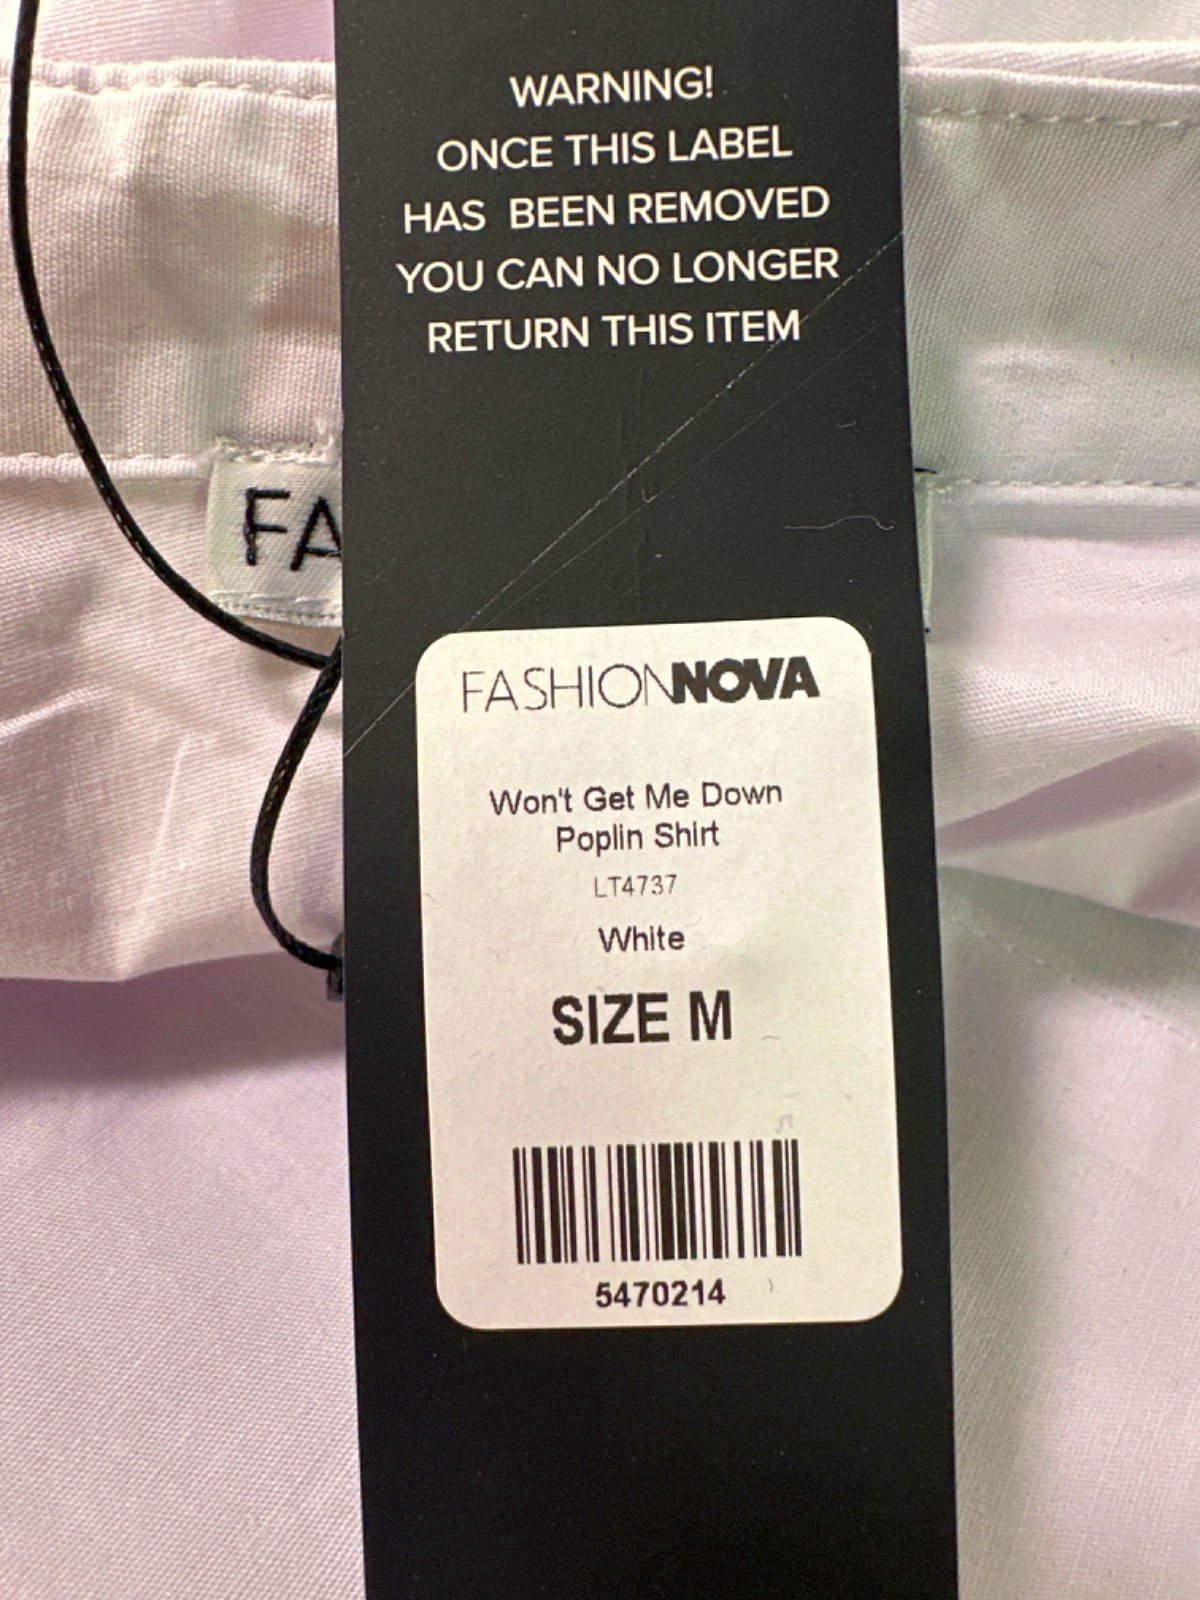 WARNING!
ONCE THIS LABEL
HAS BEEN REMOVED
YOU CAN NO LONGER
RETURN THIS ITEM
FA
FASHIONNOVA
Won't Get Me Down
Poplin Shirt
LT4737
White
SIZE M
5470214